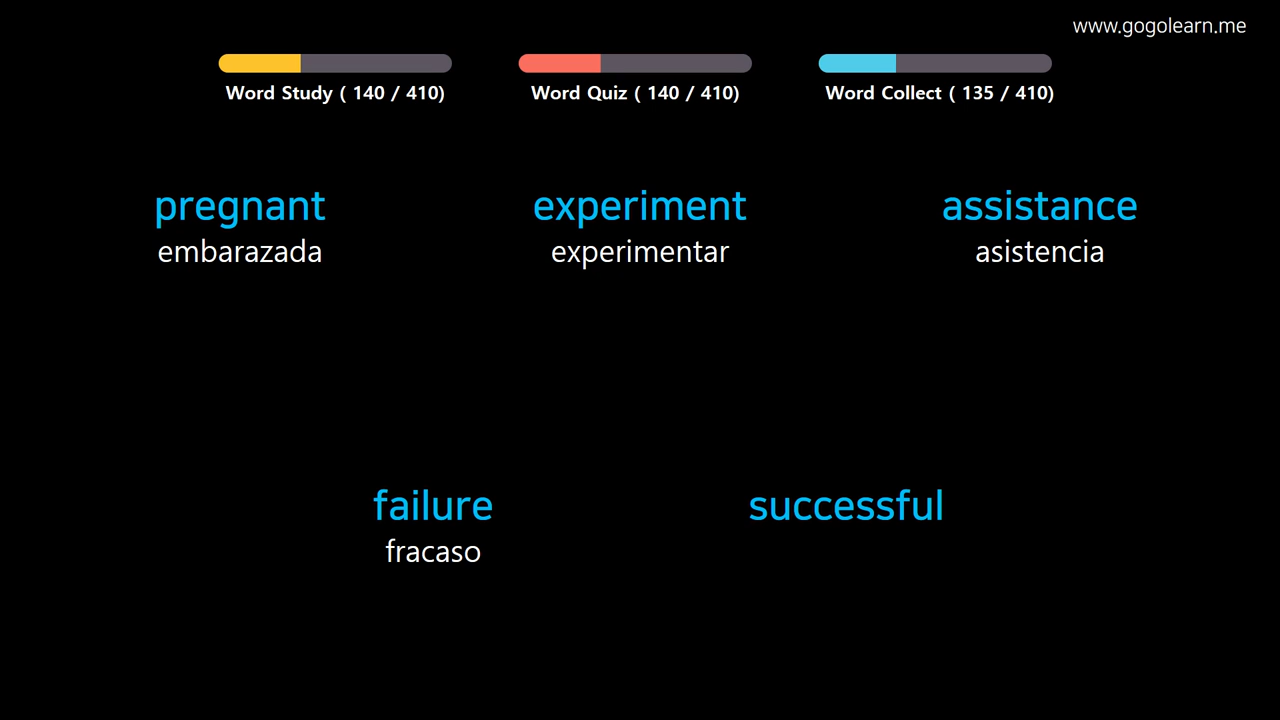 www.gogolearn.me
Word Study ( 140 / 410)
Word Quiz ( 140 / 410)
Word Collect ( 135 / 410)
pregnant
embarazada
experiment
experimentar
assistance
asistencia
failure
fracaso
successful